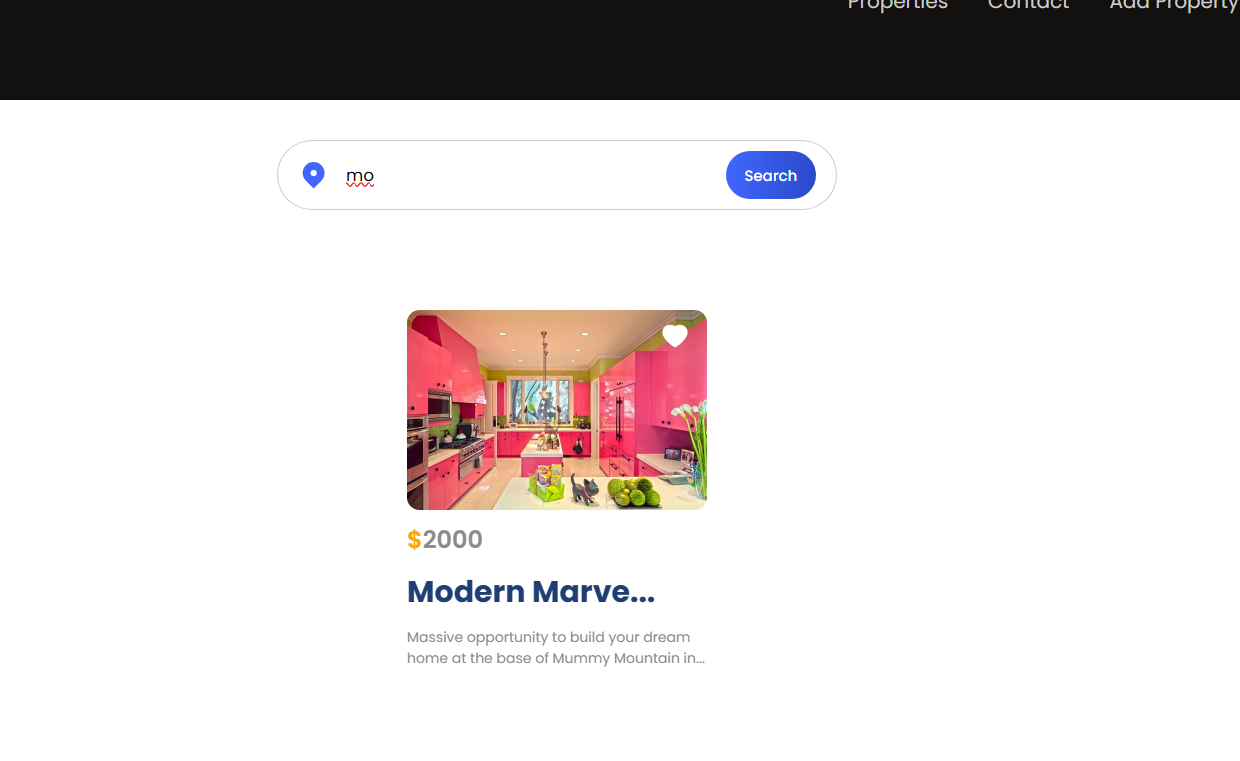 Properties Contact Add Property
mo
Search
$2000
Modern Marve...
Massive opportunity to build your dream
home at the base of Mummy Mountain in...